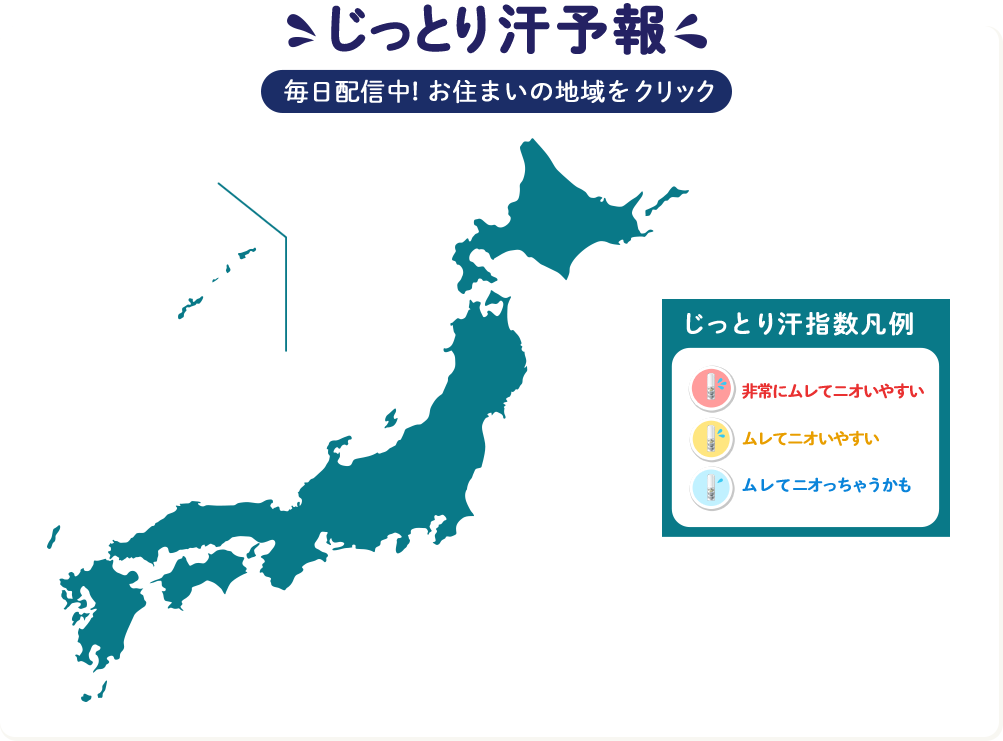 じっとり汗予報
毎日配信中! お住まいの地域をクリック
じっとり汗指数凡例
非常にムレてニオいやすい
ムレてニオいやすい
ムレてニオっちゃうかも